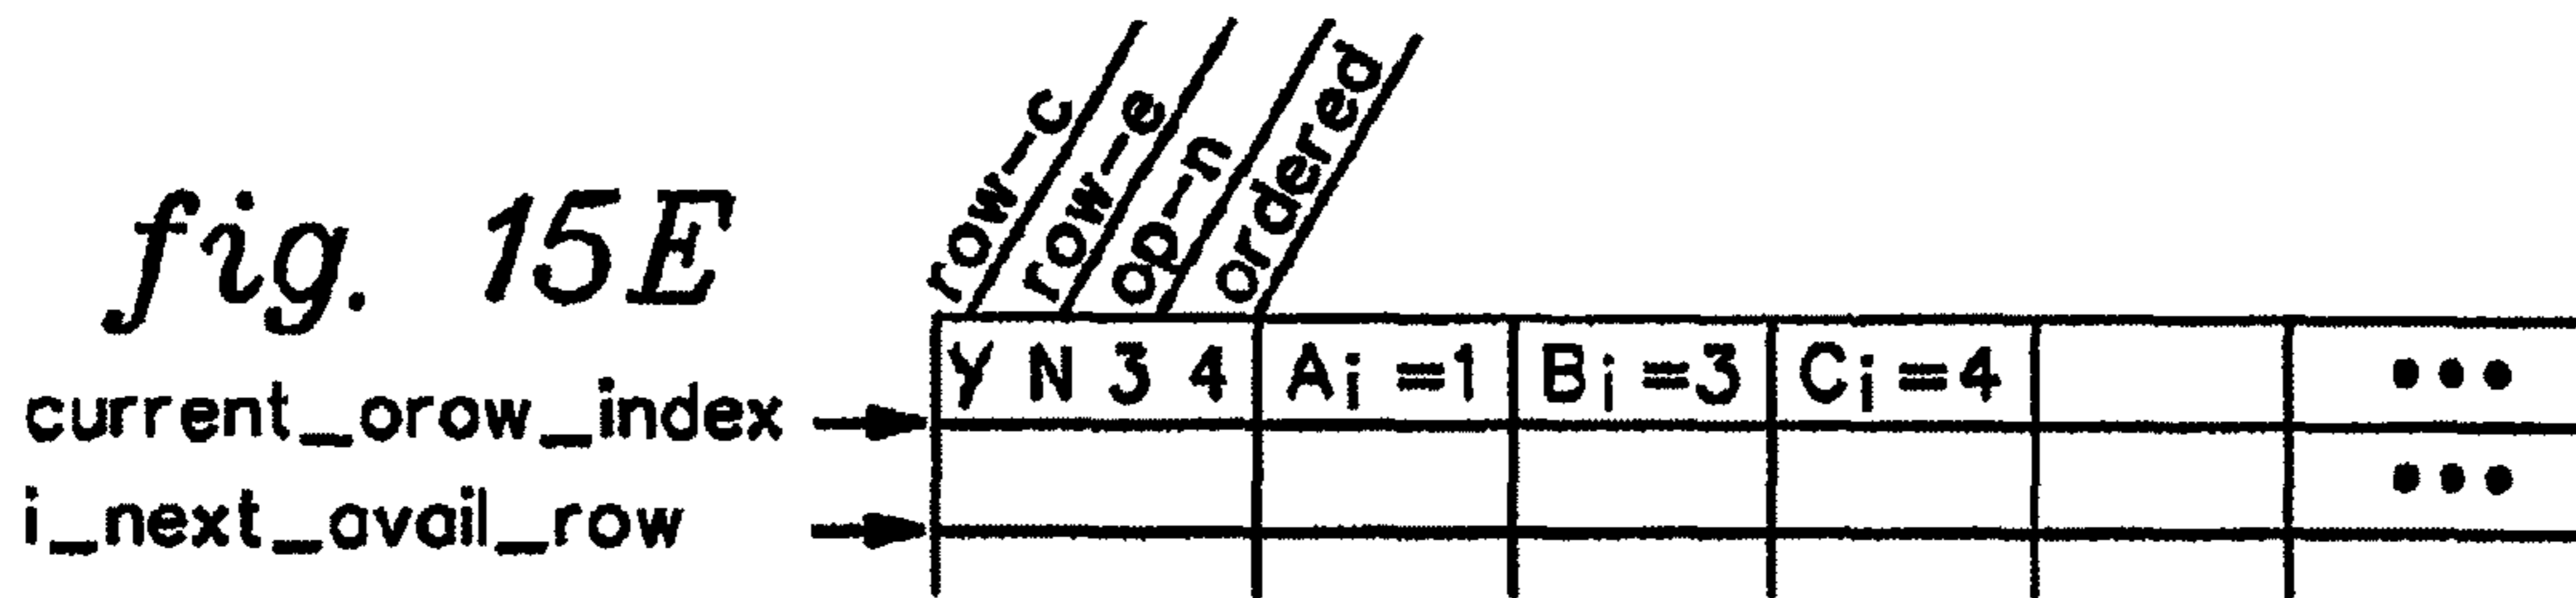 row-c row-e op-n ordered
fig. 15E
Y N 3 4 Ai =1 Bi =3 Ci =4 •••
current_orow_index
•••
i_next_avail_row